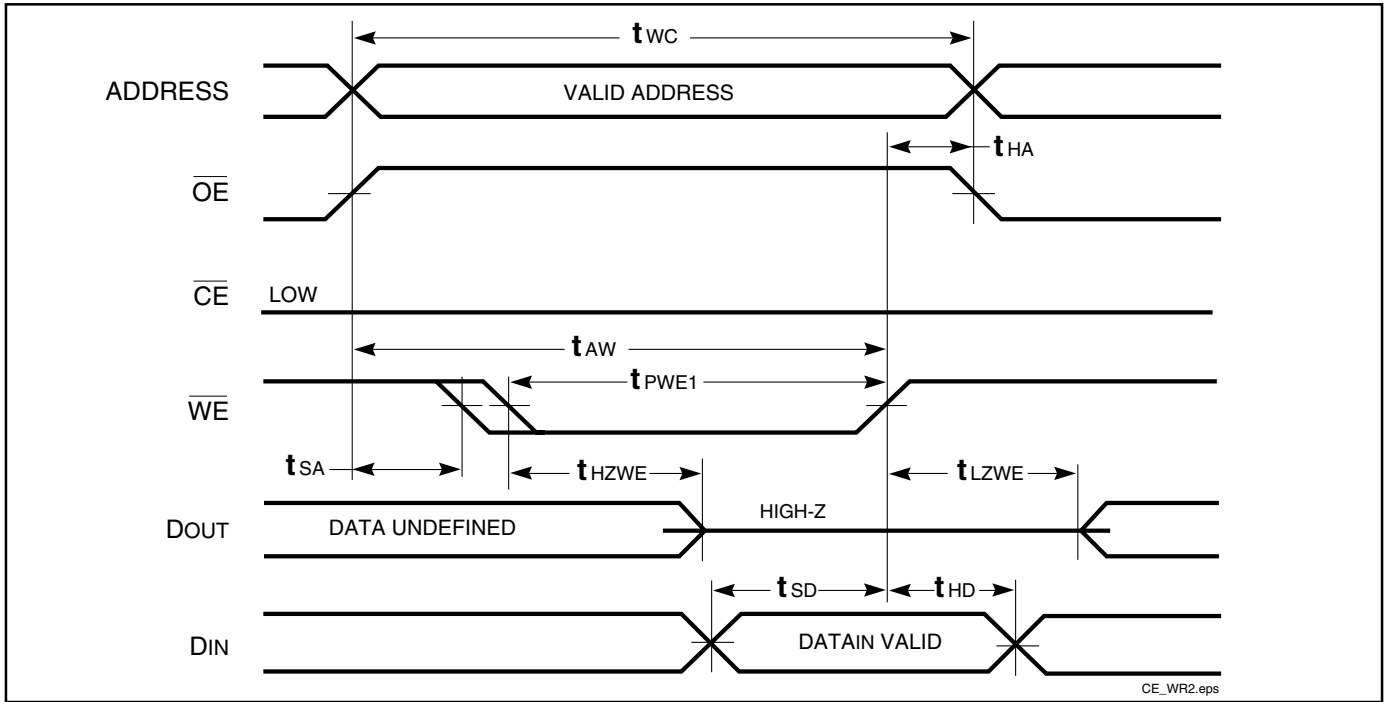 tWC
ADDRESS
VALID ADDRESS
tHA
OE
CE
LOW
tAW
tPWE1
WE
tSA
tHZWE
tLZWE
HIGH-Z
DOUT
DATA UNDEFINED
tSD
tHD
DIN
DATAIN VALID
CE_WR2.eps